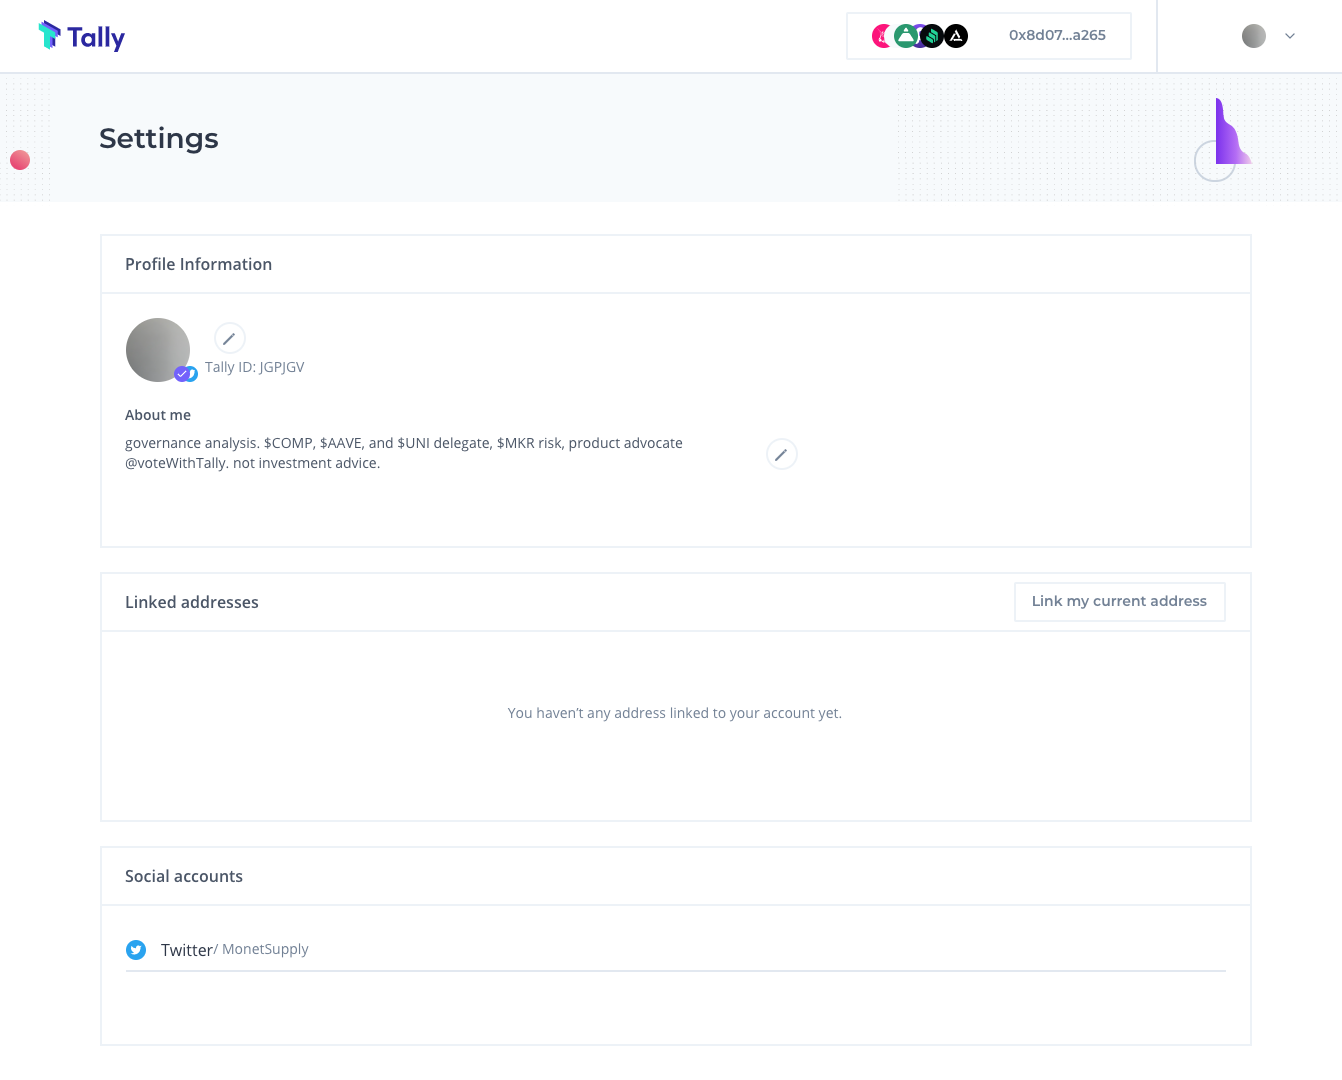 Tally
0x8d07...a265
Settings
Profile Information
Tally ID: JGPJGV
About me
governance analysis. $COMP, $AAVE, and $UNI delegate, $MKR risk, product advocate
@voteWithTally. not investment advice.
Linked addresses
Link my current address
You haven’t any address linked to your account yet.
Social accounts
Twitter/ MonetSupply